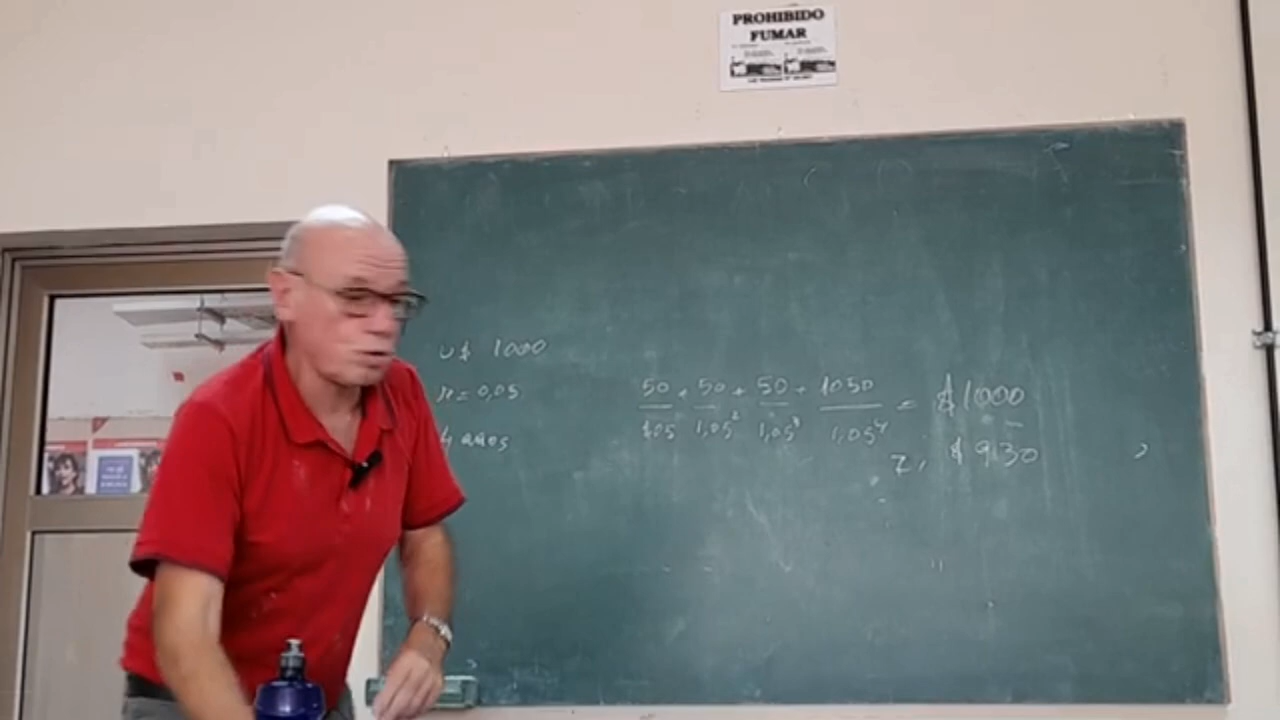 PROHIBIDO
FUMAR
U$ 1000
r = 0,05
4 años
50/1,05 + 50/1,05² + 50/1,05³ + 1050/1,05⁴ = $1000
$ 930